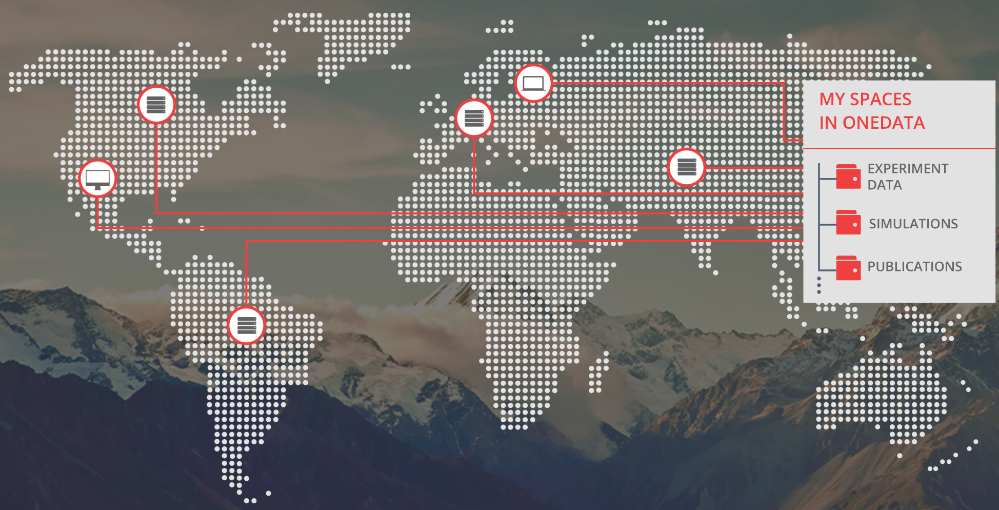 MY SPACES
IN ONEDATA
EXPERIMENT
DATA
SIMULATIONS
PUBLICATIONS